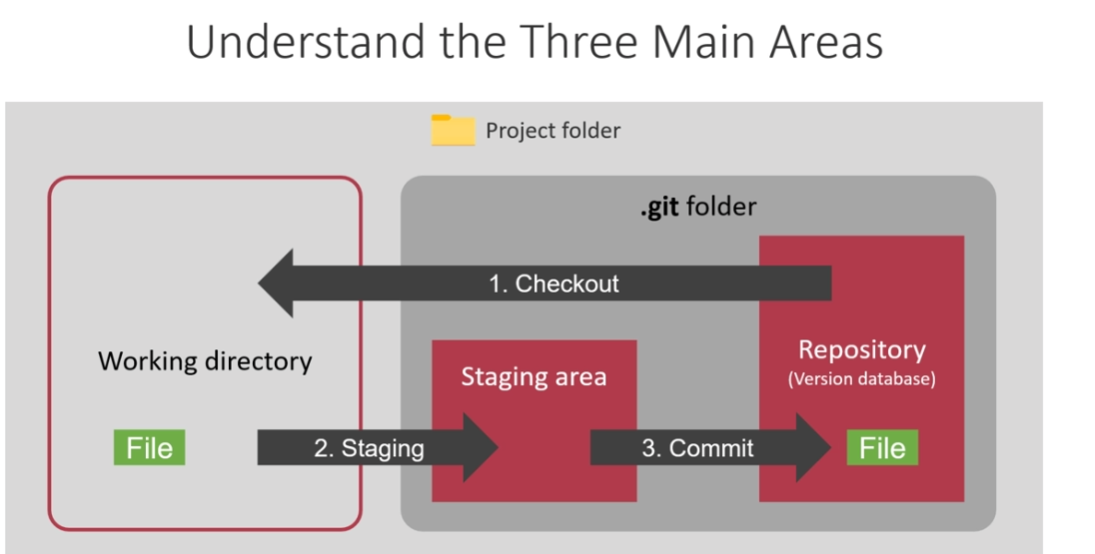 Understand the Three Main Areas
Project folder
.git folder
1. Checkout
Working directory
Staging area
Repository
(Version database)
File
2. Staging
3. Commit
File